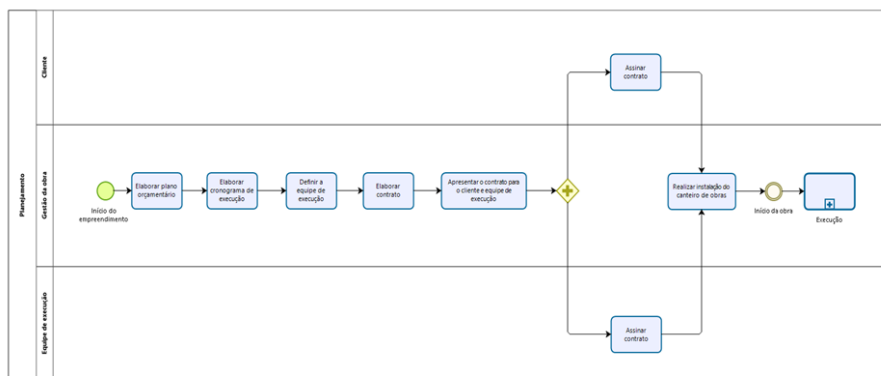 Planejamento
Cliente
Gestão da obra
Equipe de execução
Assinar
contrato
Início do
empreendimento
Elaborar plano
orçamentário
Elaborar
cronograma de
execução
Definir a
equipe de
execução
Elaborar
contrato
Apresentar o contrato para
o cliente e equipe de
execução
Realizar instalação do
canteiro de obras
Início da obra
Execução
Assinar
contrato